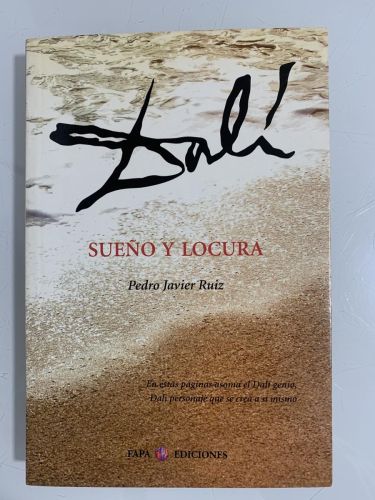 Dalí
SUEÑO Y LOCURA
Pedro Javier Ruiz
En estas páginas asoma el Dalí genio,
Dalí personaje que se creó a sí mismo
FAPA EDICIONES